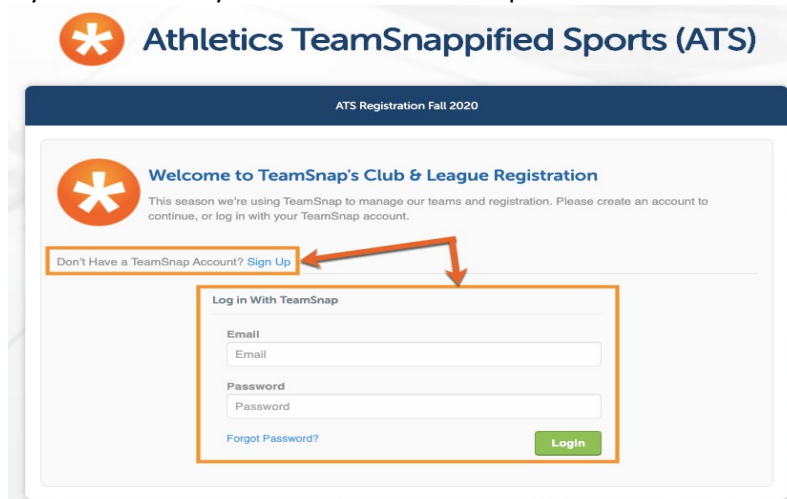 Athletics TeamSnappified Sports (ATS)
ATS Registration Fall 2020
Welcome to TeamSnap's Club & League Registration
This season we're using TeamSnap to manage our teams and registration. Please create an account to
continue, or log in with your TeamSnap account.
Don't Have a TeamSnap Account? Sign Up
Log in With TeamSnap
Email
Email
Password
Password
Forgot Password?
Login